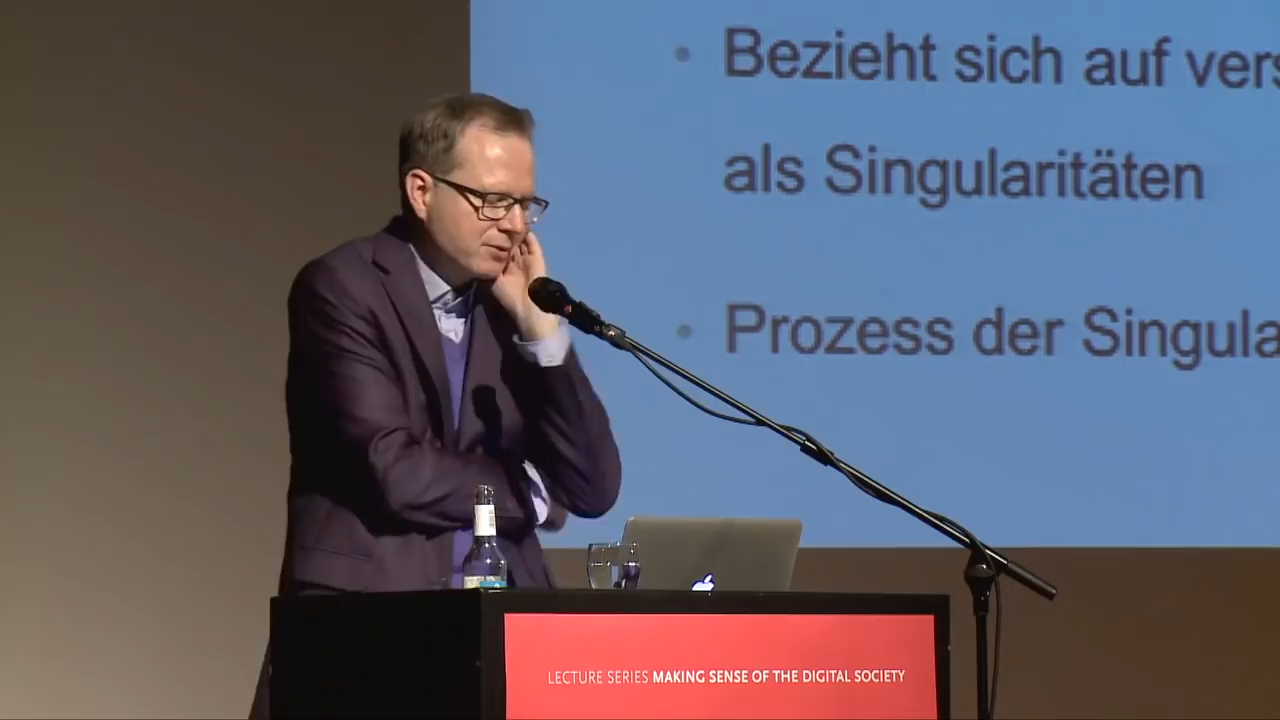 • Bezieht sich auf vers
als Singularitäten
• Prozess der Singula
LECTURE SERIES MAKING SENSE OF THE DIGITAL SOCIETY